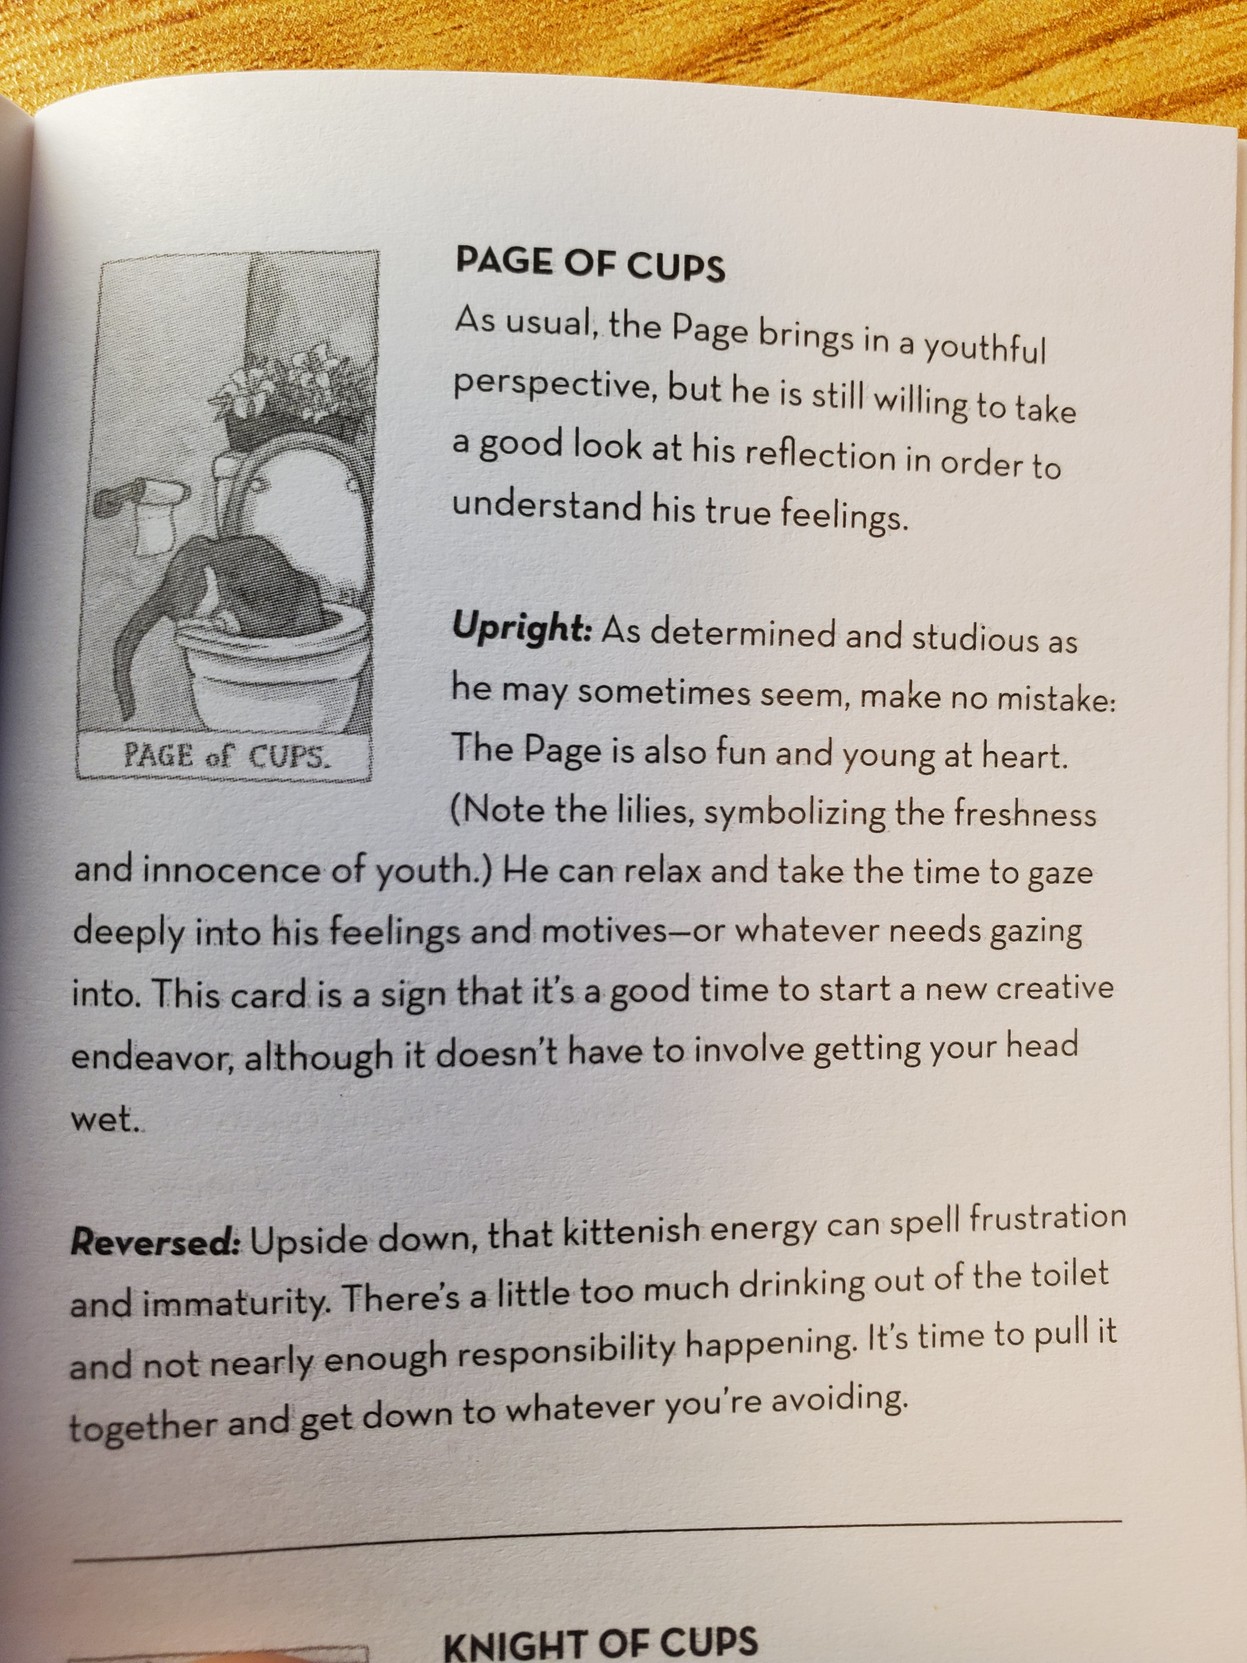 PAGE OF CUPS
As usual, the Page brings in a youthful
perspective, but he is still willing to take
a good look at his reflection in order to
understand his true feelings.
PAGE of CUPS.
Upright: As determined and studious as
he may sometimes seem, make no mistake:
The Page is also fun and young at heart.
(Note the lilies, symbolizing the freshness
and innocence of youth.) He can relax and take the time to gaze
deeply into his feelings and motives—or whatever needs gazing
into. This card is a sign that it's a good time to start a new creative
endeavor, although it doesn't have to involve getting your head
wet.
Reversed: Upside down, that kittenish energy can spell frustration
and immaturity. There's a little too much drinking out of the toilet
and not nearly enough responsibility happening. It's time to pull it
together and get down to whatever you're avoiding.
KNIGHT OF CUPS